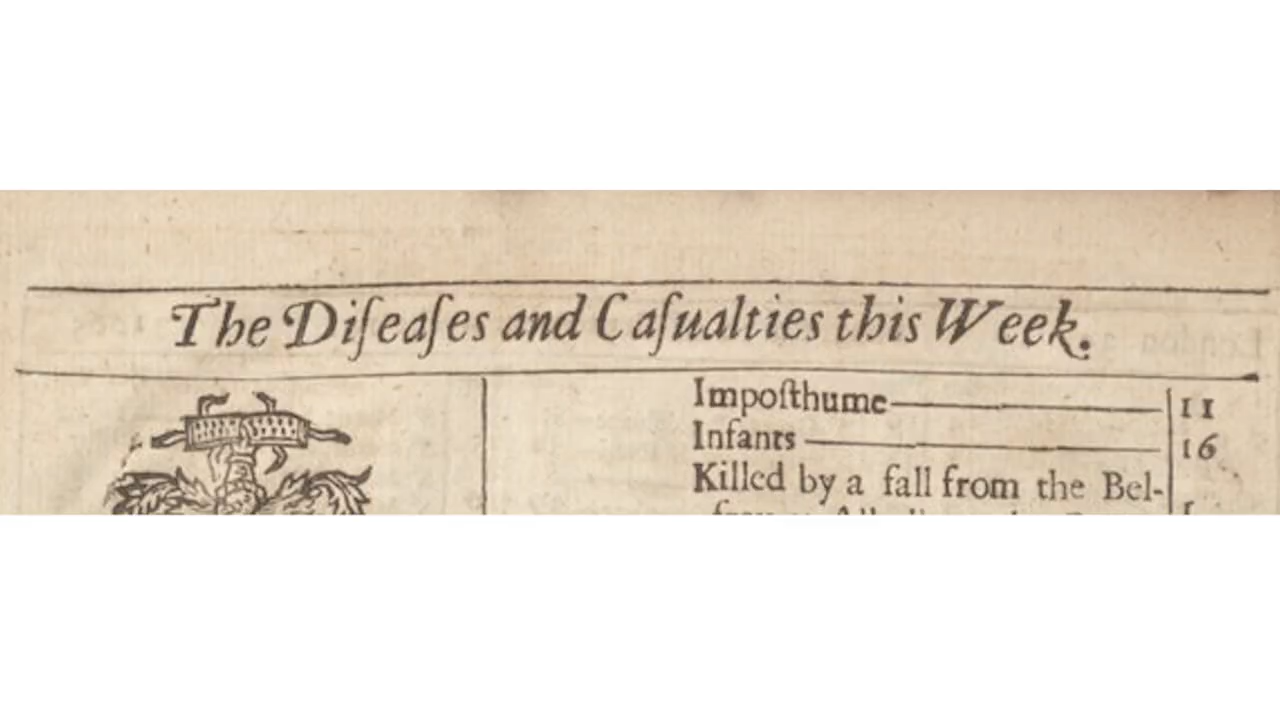 The Diſeaſes and Caſualties this Week.
Impoſthume 11
Infants 16
Killed by a fall from the Bel-